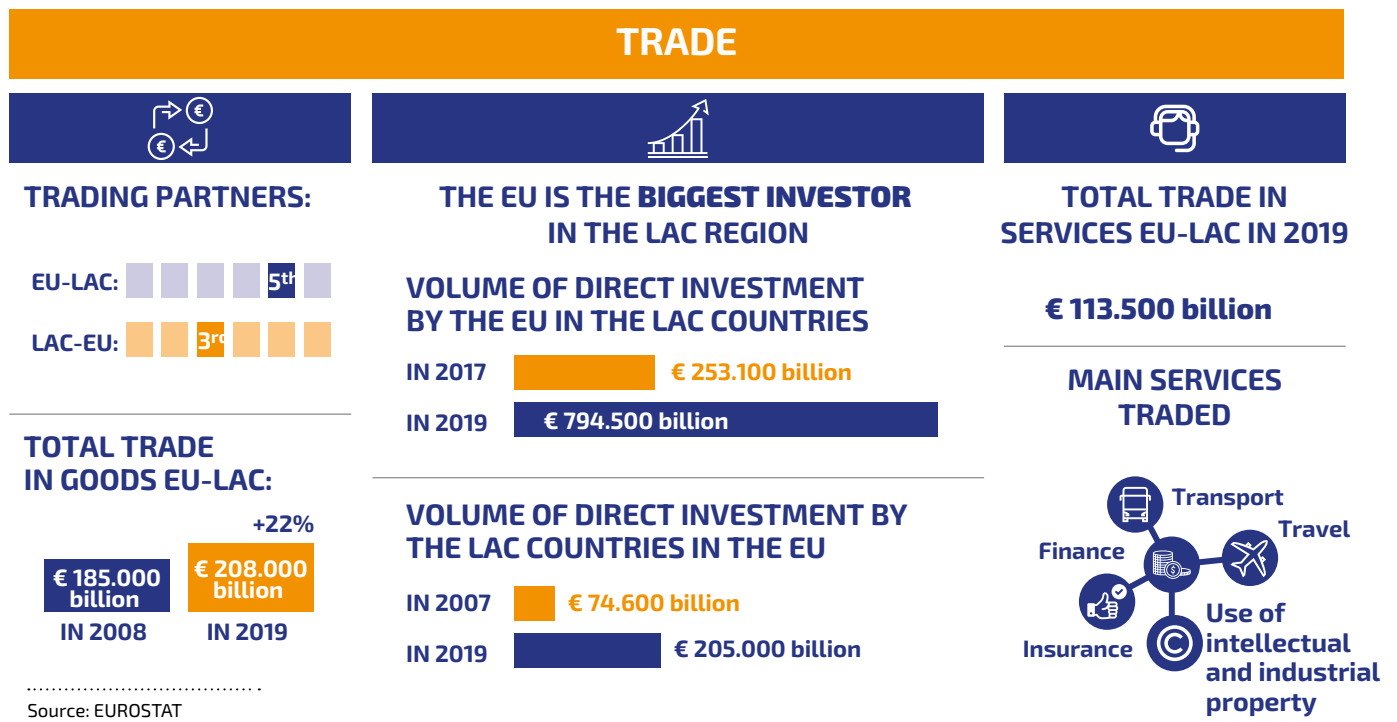 TRADE
TRADING PARTNERS:
EU-LAC: 5th
LAC-EU: 3rd
TOTAL TRADE
IN GOODS EU-LAC:
+22%
€ 185.000
billion
IN 2008
€ 208.000
billion
IN 2019
Source: EUROSTAT
THE EU IS THE BIGGEST INVESTOR
IN THE LAC REGION
VOLUME OF DIRECT INVESTMENT
BY THE EU IN THE LAC COUNTRIES
IN 2017 € 253.100 billion
IN 2019 € 794.500 billion
VOLUME OF DIRECT INVESTMENT BY
THE LAC COUNTRIES IN THE EU
IN 2007 € 74.600 billion
IN 2019 € 205.000 billion
TOTAL TRADE IN
SERVICES EU-LAC IN 2019
€ 113.500 billion
MAIN SERVICES
TRADED
Transport
Travel
Finance
Insurance
Use of
intellectual
and industrial
property